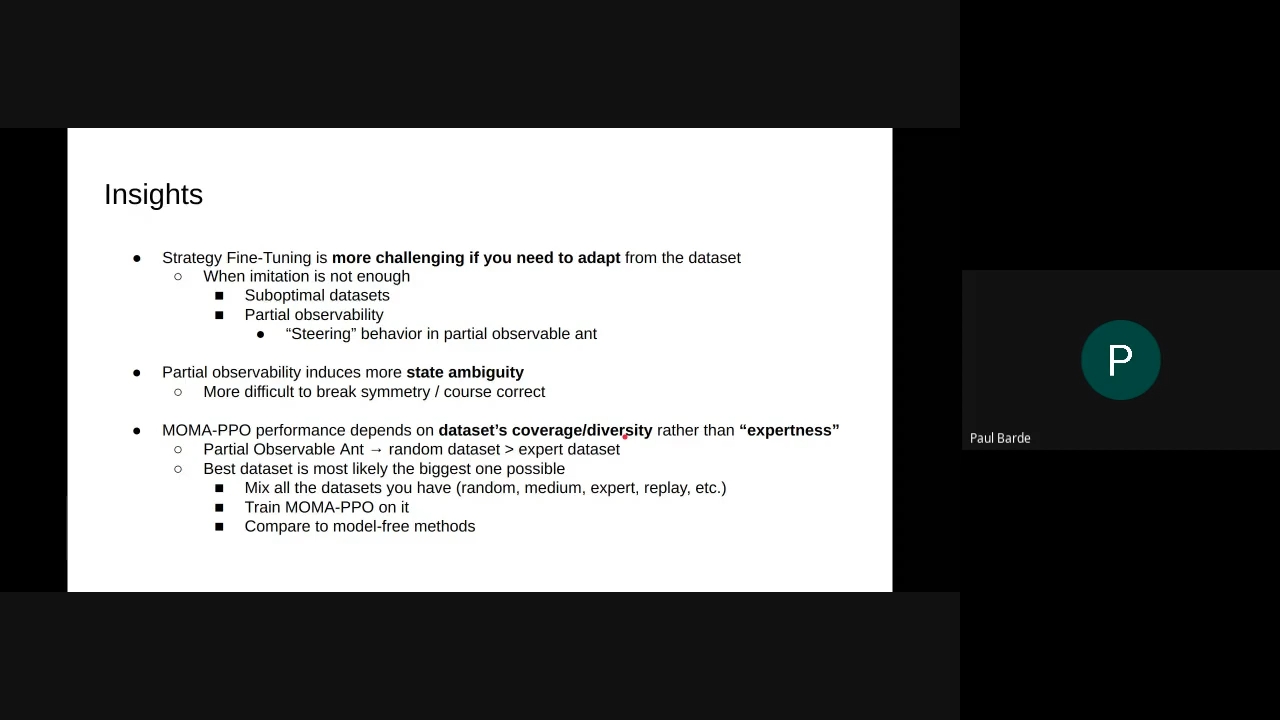 Insights
● Strategy Fine-Tuning is more challenging if you need to adapt from the dataset
○ When imitation is not enough
■ Suboptimal datasets
■ Partial observability
● “Steering” behavior in partial observable ant
● Partial observability induces more state ambiguity
○ More difficult to break symmetry / course correct
● MOMA-PPO performance depends on dataset’s coverage/diversity rather than “expertness”
○ Partial Observable Ant → random dataset > expert dataset
○ Best dataset is most likely the biggest one possible
■ Mix all the datasets you have (random, medium, expert, replay, etc.)
■ Train MOMA-PPO on it
■ Compare to model-free methods
P
Paul Barde